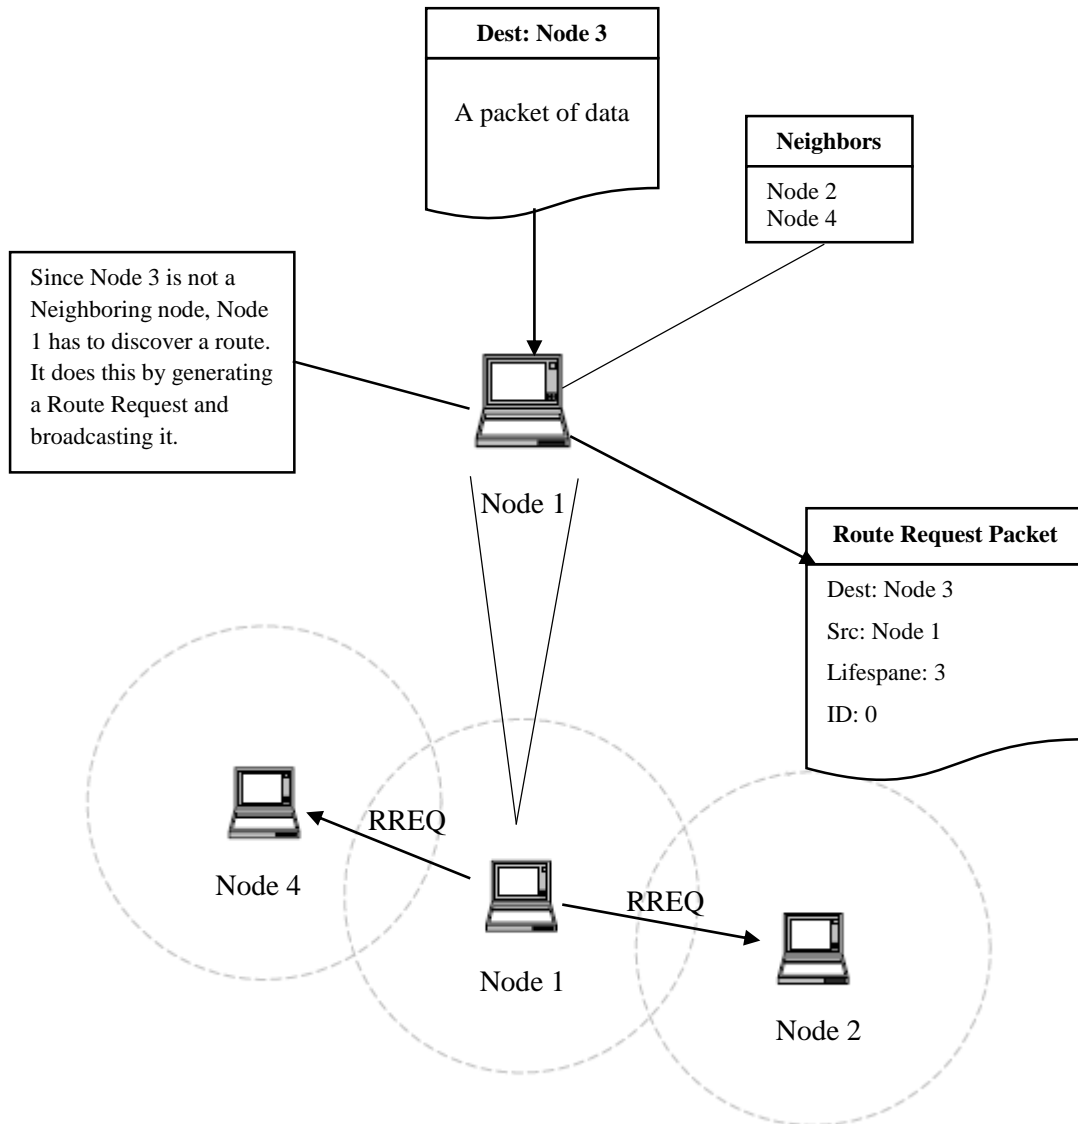 Dest: Node 3
A packet of data
Neighbors
Node 2
Node 4
Since Node 3 is not a
Neighboring node, Node
1 has to discover a route.
It does this by generating
a Route Request and
broadcasting it.
Node 1
Route Request Packet
Dest: Node 3
Src: Node 1
Lifespane: 3
ID: 0
RREQ
Node 4
RREQ
Node 1
Node 2